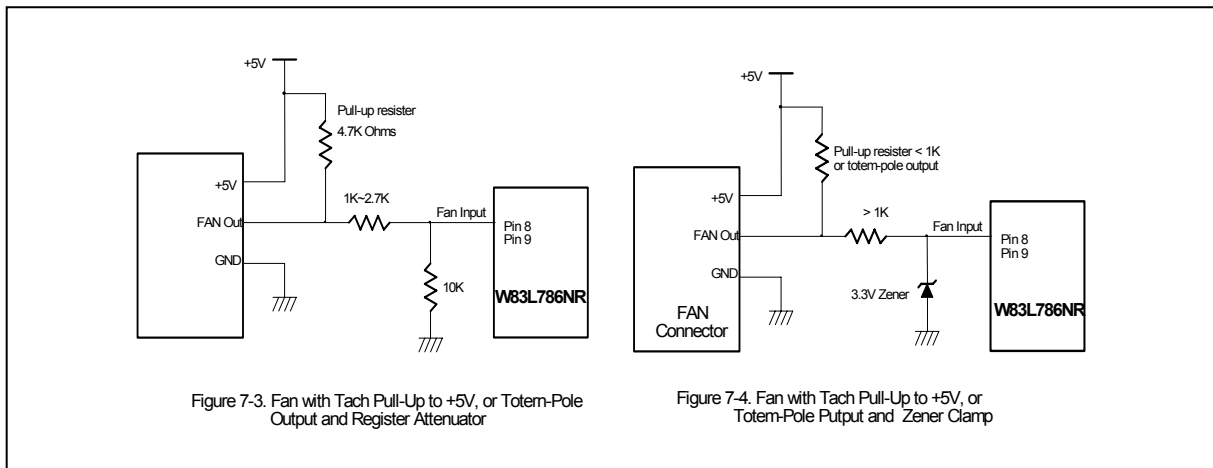 +5V
Pull-up resister
4.7K Ohms
+5V
1K~2.7K
Fan Input
FAN Out
Pin 8
Pin 9
GND
10K
W83L786NR
Figure 7-3. Fan with Tach Pull-Up to +5V, or Totem-Pole
Output and Register Attenuator
+5V
Pull-up resister < 1K
or totem-pole output
+5V
> 1K
Fan Input
FAN Out
Pin 8
Pin 9
GND
3.3V Zener
W83L786NR
FAN
Connector
Figure 7-4. Fan with Tach Pull-Up to +5V, or
Totem-Pole Putput and Zener Clamp